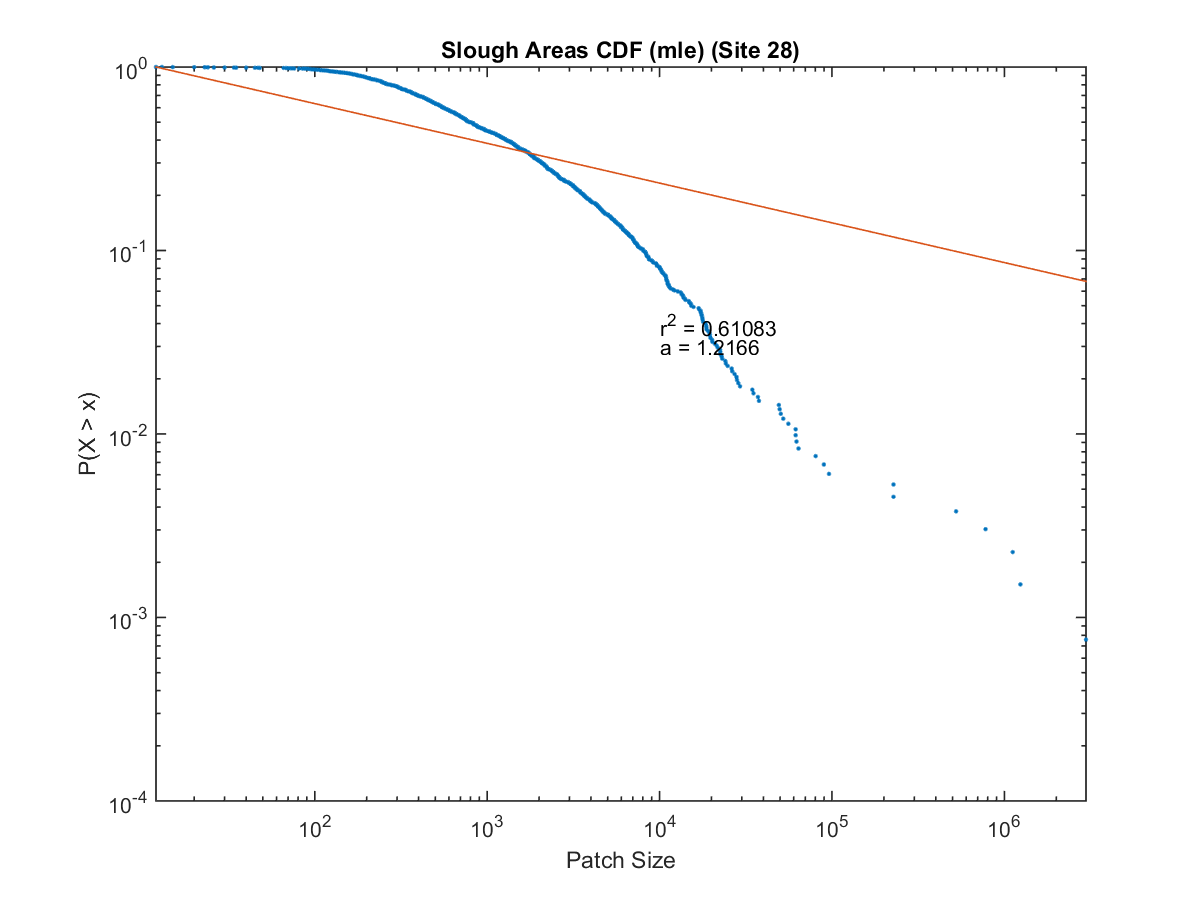 Slough Areas CDF (mle) (Site 28)
10^0
10^-1
10^-2
10^-3
10^-4
P(X > x)
r^2 = 0.61083
a = 1.2166
10^2 10^3 10^4 10^5 10^6
Patch Size